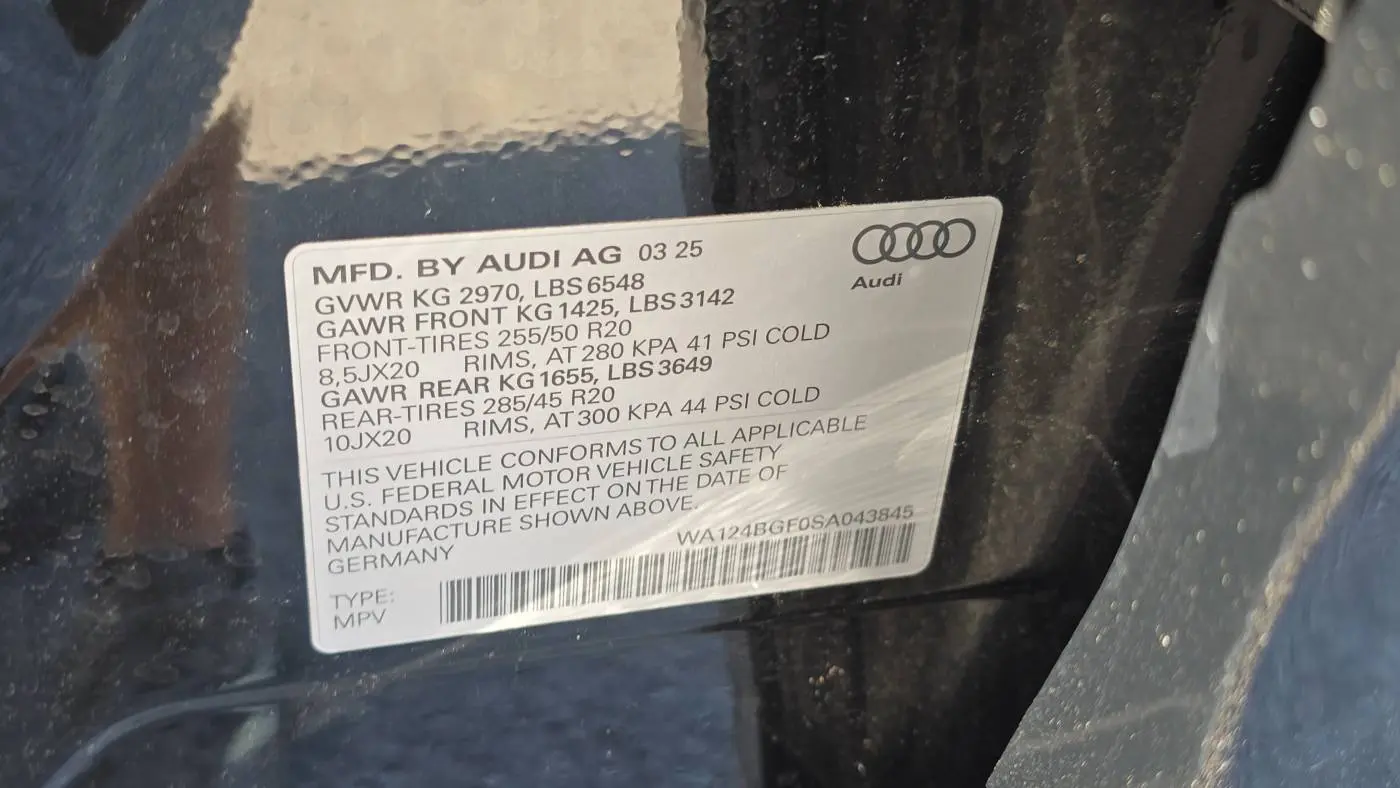 MFD. BY AUDI AG 03 25
Audi
GVWR KG 2970, LBS 6548
GAWR FRONT KG 1425, LBS 3142
FRONT-TIRES 255/50 R20
8,5JX20 RIMS, AT 280 KPA 41 PSI COLD
GAWR REAR KG 1655, LBS 3649
REAR-TIRES 285/45 R20
10JX20 RIMS, AT 300 KPA 44 PSI COLD
THIS VEHICLE CONFORMS TO ALL APPLICABLE
U.S. FEDERAL MOTOR VEHICLE SAFETY
STANDARDS IN EFFECT ON THE DATE OF
MANUFACTURE SHOWN ABOVE.
GERMANY WA124BGF0SA043845
TYPE:
MPV